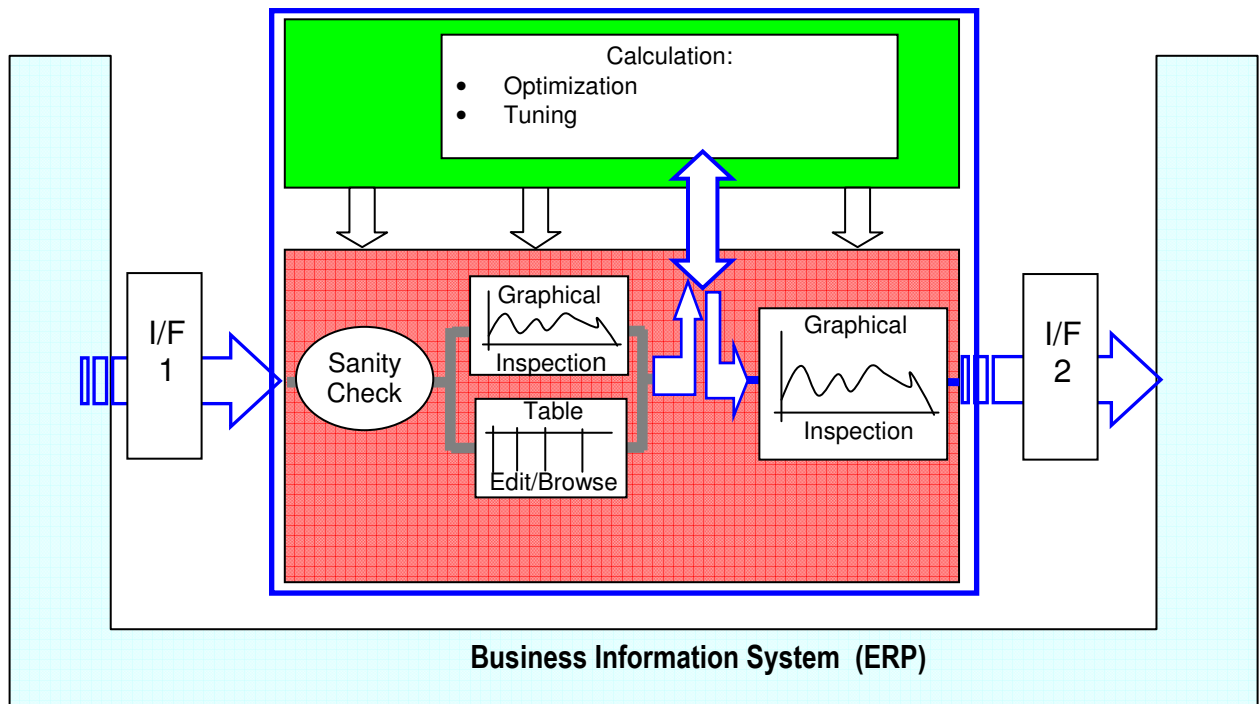 Calculation:
• Optimization
• Tuning
I/F
1
Sanity
Check
Graphical
Inspection
Table
Edit/Browse
Graphical
Inspection
I/F
2
Business Information System (ERP)